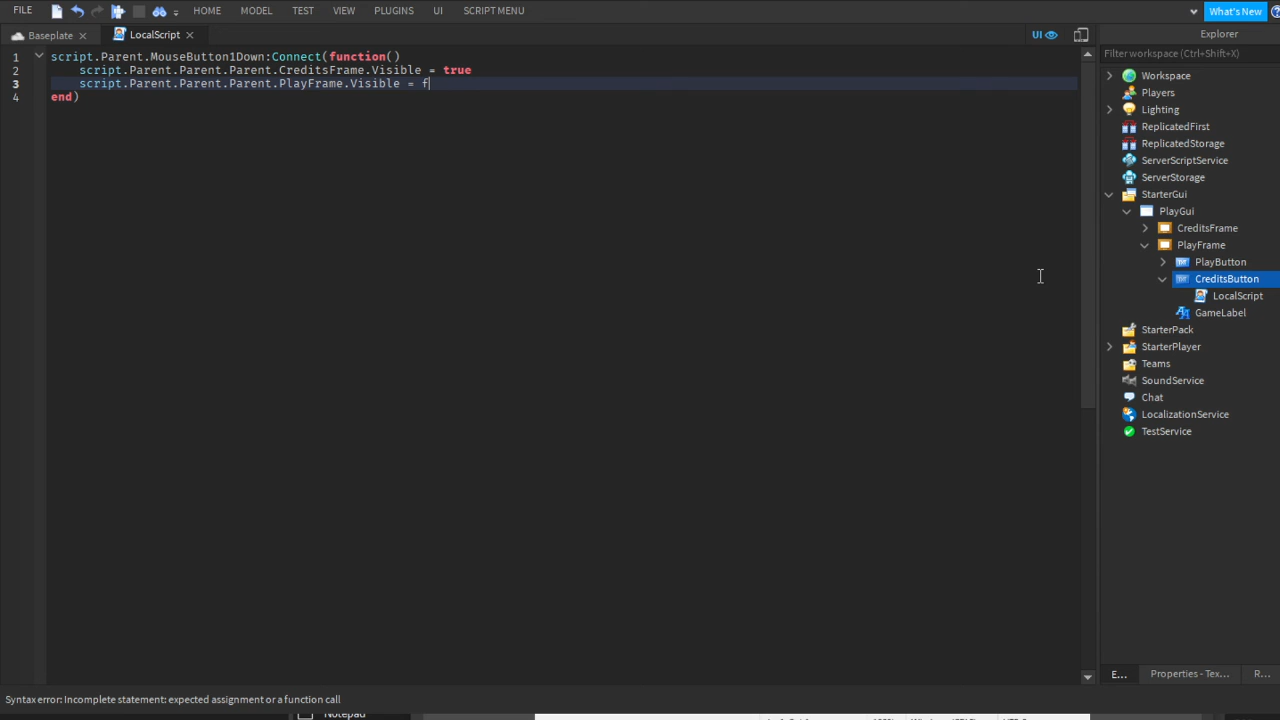 FILE HOME MODEL TEST VIEW PLUGINS UI SCRIPT MENU What's New
Baseplate × LocalScript × UI Explorer
Filter workspace (Ctrl+Shift+X)
1 script.Parent.MouseButton1Down:Connect(function()
2 script.Parent.Parent.Parent.CreditsFrame.Visible = true
3 script.Parent.Parent.Parent.PlayFrame.Visible = f
4 end)
Workspace
Players
Lighting
ReplicatedFirst
ReplicatedStorage
ServerScriptService
ServerStorage
StarterGui
PlayGui
CreditsFrame
PlayFrame
PlayButton
CreditsButton
LocalScript
GameLabel
StarterPack
StarterPlayer
Teams
SoundService
Chat
LocalizationService
TestService
E... Properties - Tex... R...
Syntax error: Incomplete statement: expected assignment or a function call
Notepad